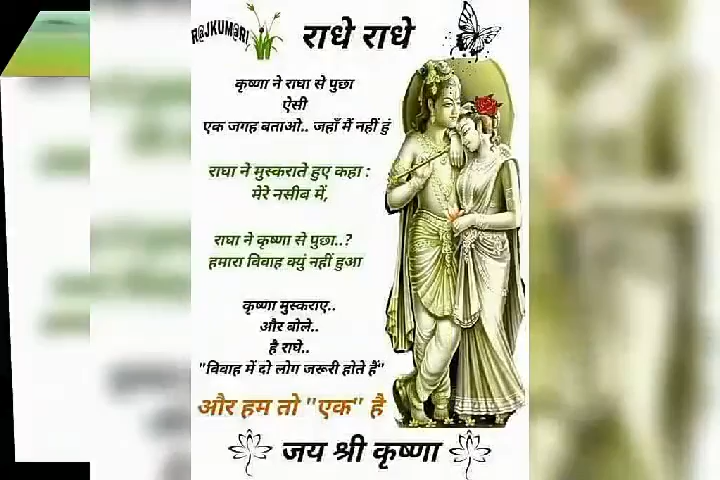 R@JKUM@RI
राधे राधे
कृष्णा ने राधा से पुछा
ऐसी
एक जगह बताओ.. जहाँ मैं नहीं हुं
राधा ने मुस्कराते हुए कहा :
मेरे नसीब में,
राधा ने कृष्णा से पुछा..?
हमारा विवाह क्युं नहीं हुआ
कृष्णा मुस्कराए..
और बोले..
है राधे..
"विवाह में दो लोग जरूरी होते हैं"
और हम तो "एक" है
जय श्री कृष्णा